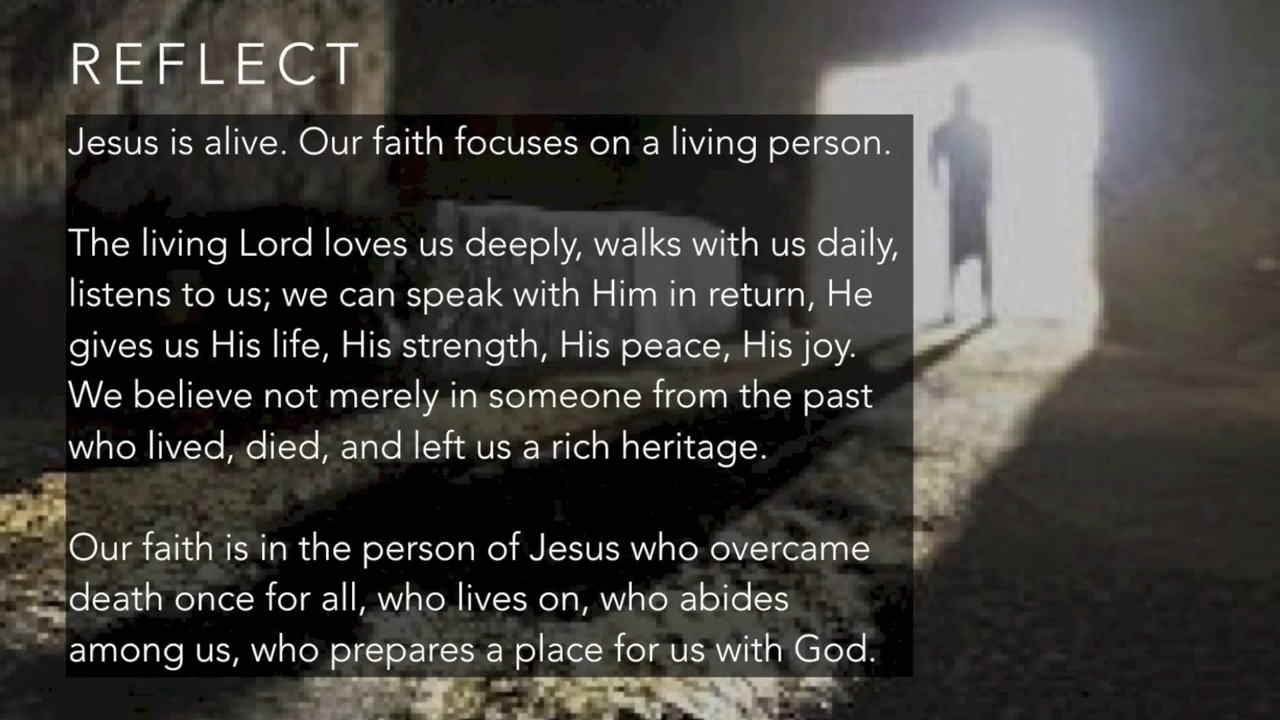 REFLECT
Jesus is alive. Our faith focuses on a living person.
The living Lord loves us deeply, walks with us daily,
listens to us; we can speak with Him in return, He
gives us His life, His strength, His peace, His joy.
We believe not merely in someone from the past
who lived, died, and left us a rich heritage.
Our faith is in the person of Jesus who overcame
death once for all, who lives on, who abides
among us, who prepares a place for us with God.